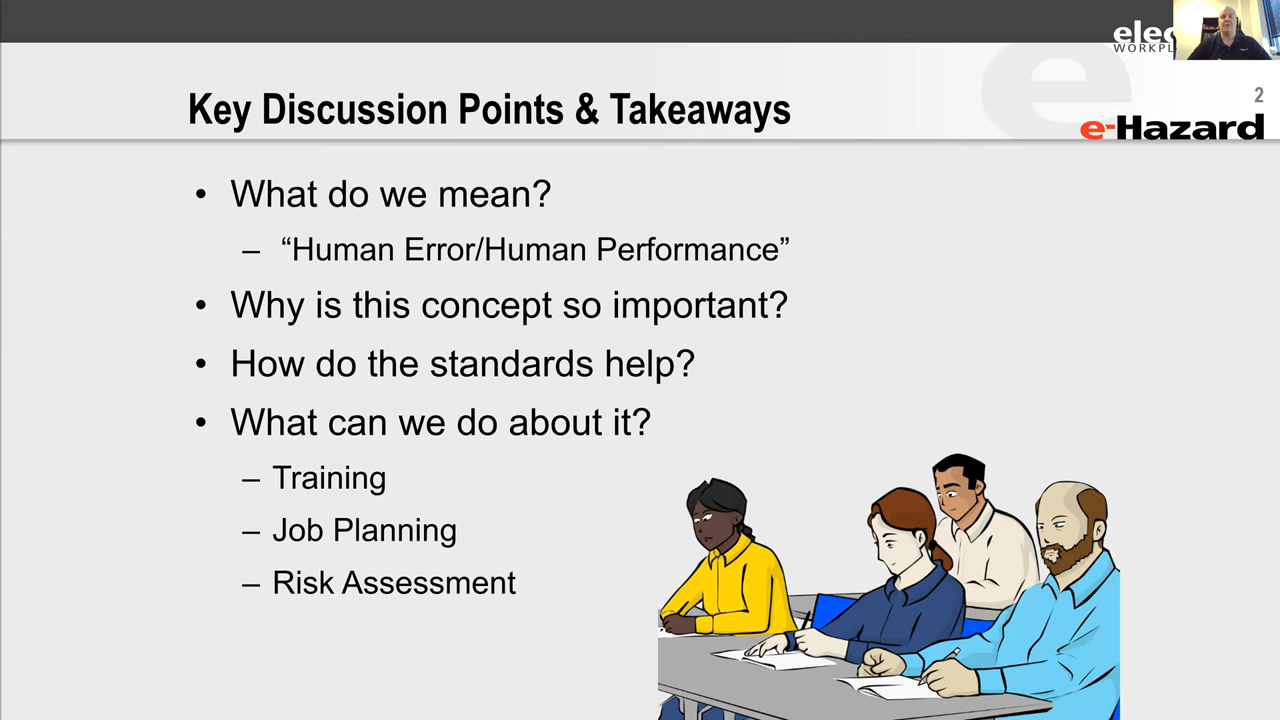 Key Discussion Points & Takeaways
2
e-Hazard
• What do we mean?
– “Human Error/Human Performance”
• Why is this concept so important?
• How do the standards help?
• What can we do about it?
– Training
– Job Planning
– Risk Assessment